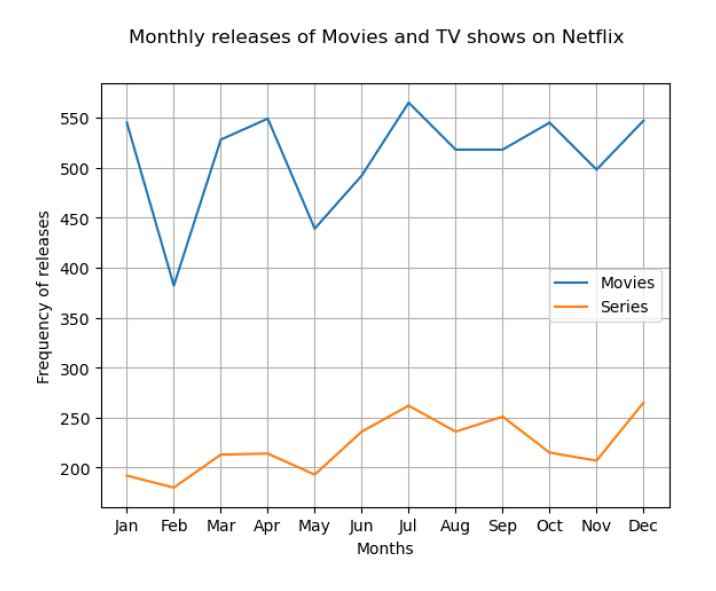 Monthly releases of Movies and TV shows on Netflix
550
500
450
400
350
300
250
200
Frequency of releases
Movies
Series
Jan Feb Mar Apr May Jun Jul Aug Sep Oct Nov Dec
Months